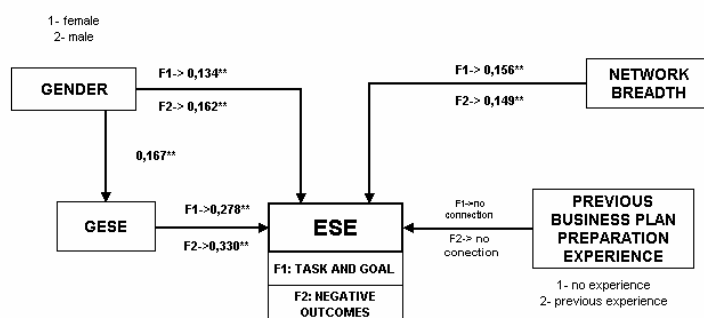 1- female
2- male
GENDER
F1-> 0,134**
F2-> 0,162**
F1-> 0,156**
F2-> 0,149**
NETWORK
BREADTH
0,167**
GESE
F1->0,278**
F2->0,330**
ESE
F1: TASK AND GOAL
F2: NEGATIVE
OUTCOMES
F1->no
connection
F2-> no
conection
PREVIOUS
BUSINESS PLAN
PREPARATION
EXPERIENCE
1- no experience
2- previous experience